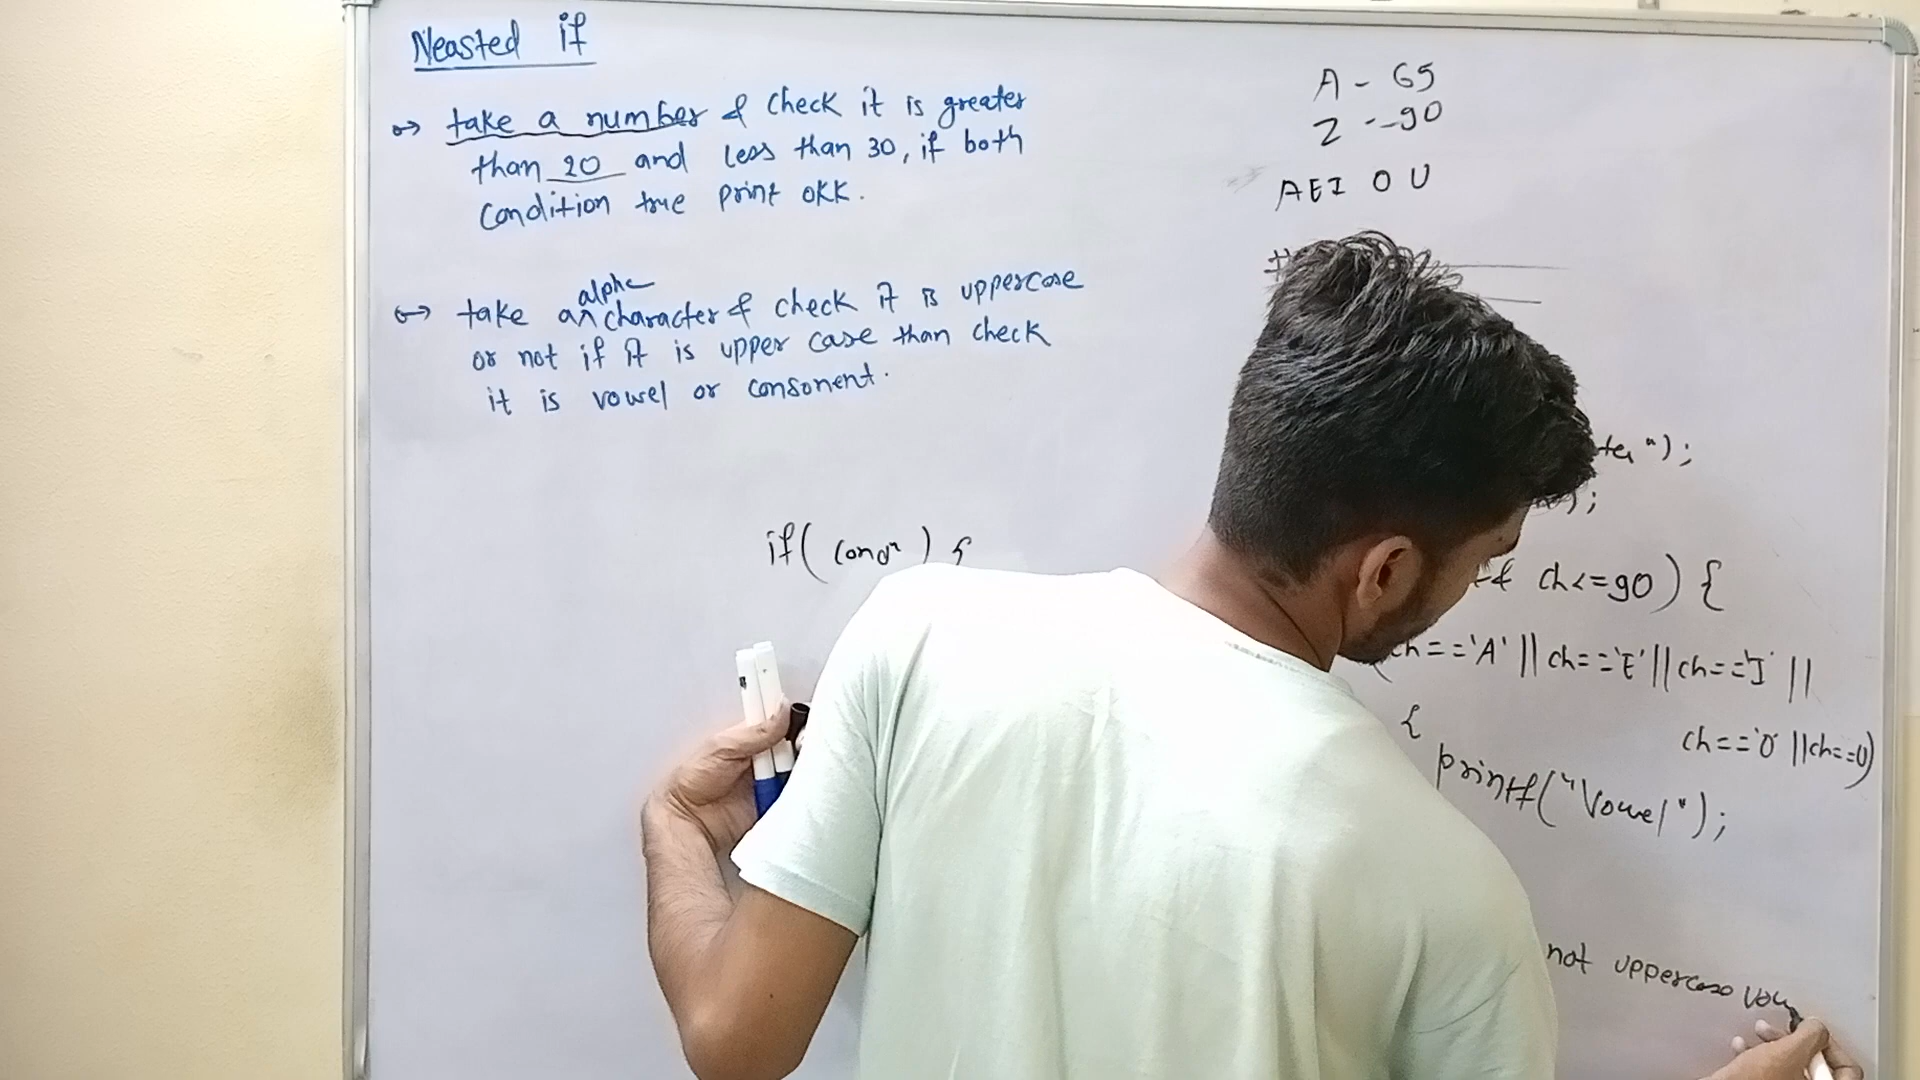 Neasted if
take a number & check it is greater
than 20 and less than 30, if both
condition true print okk.
alpha
take an character & check it is uppercase
or not if it is upper case than check
it is vowel or consonent.
if( cond
n
) {
A - 65
Z - 90
AEI O U
");
);
ch<=90) {
ch=='A' || ch=='E' || ch=='I' ||
ch=='O' || ch==U)
{
printf("Vowel");
not uppercase